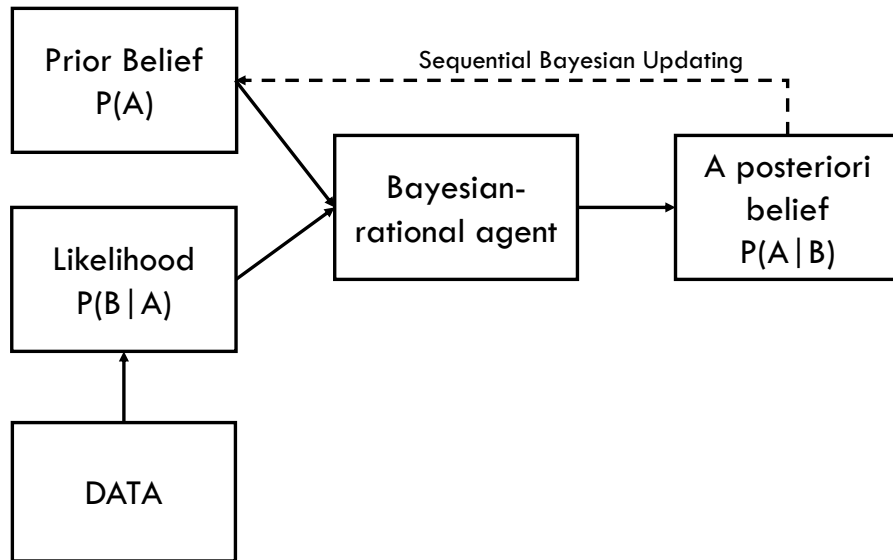 Prior Belief
P(A)
Sequential Bayesian Updating
Bayesian-
rational agent
A posteriori
belief
P(A|B)
Likelihood
P(B|A)
DATA